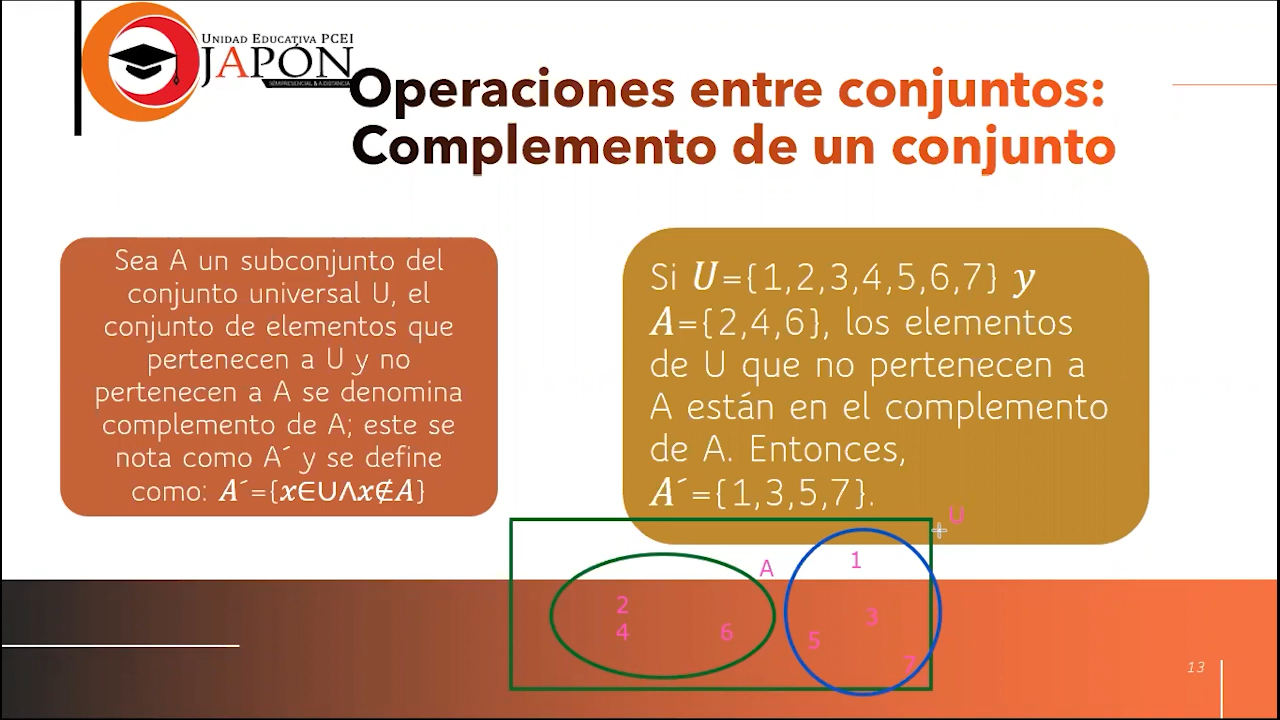 UNIDAD EDUCATIVA PCEI
JAPÓN
SEMIPRESENCIAL & A DISTANCIA
Operaciones entre conjuntos:
Complemento de un conjunto
Sea A un subconjunto del
conjunto universal U, el
conjunto de elementos que
pertenecen a U y no
pertenecen a A se denomina
complemento de A; este se
nota como A´ y se define
como: A´={x∈U∧x∉A}
Si U={1,2,3,4,5,6,7} y
A={2,4,6}, los elementos
de U que no pertenecen a
A están en el complemento
de A. Entonces,
A´={1,3,5,7}.
U
A
1
2
3
4
6
5
7
13